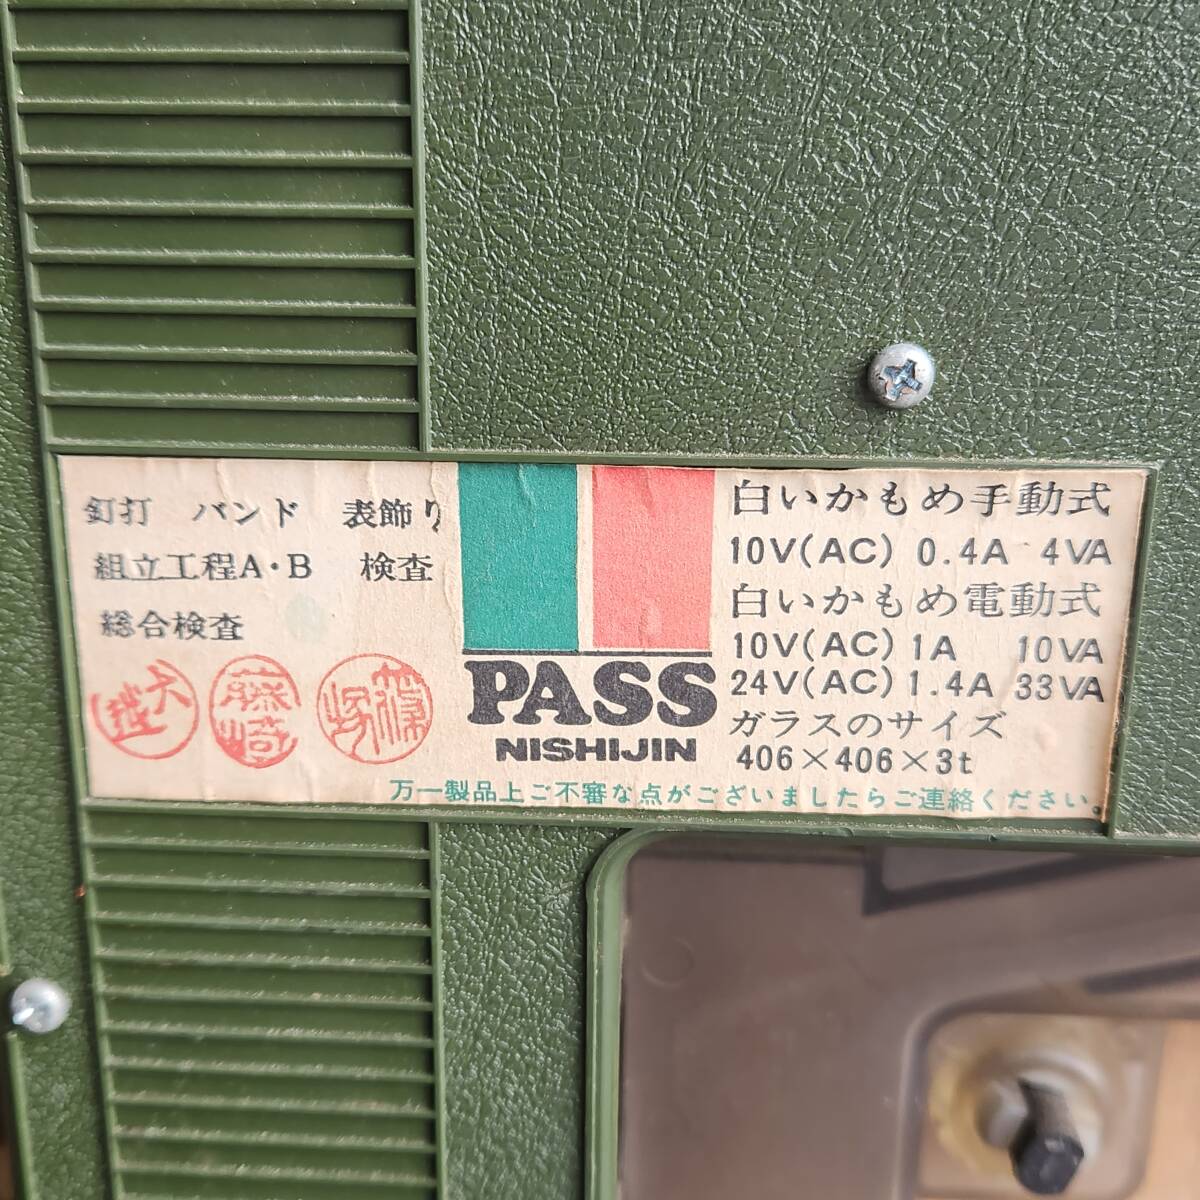 釘打 バンド 表飾り
組立工程A・B 検査
総合検査
大越
藤崎
篠塚
PASS
NISHIJIN
白いかもめ手動式
10V(AC) 0.4A 4VA
白いかもめ電動式
10V(AC) 1A 10VA
24V(AC) 1.4A 33VA
ガラスのサイズ
406×406×3t
万一製品上ご不審な点がございましたらご連絡ください。